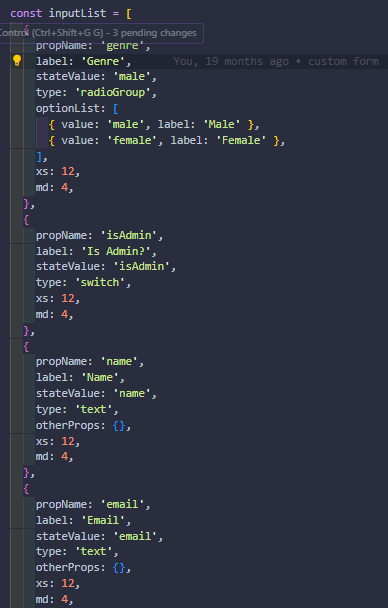 const inputList = [
{
Control (Ctrl+Shift+G G) - 3 pending changes
propName: 'genre',
label: 'Genre', You, 19 months ago • custom form
stateValue: 'male',
type: 'radioGroup',
optionList: [
{ value: 'male', label: 'Male' },
{ value: 'female', label: 'Female' },
],
xs: 12,
md: 4,
},
{
propName: 'isAdmin',
label: 'Is Admin?',
stateValue: 'isAdmin',
type: 'switch',
xs: 12,
md: 4,
},
{
propName: 'name',
label: 'Name',
stateValue: 'name',
type: 'text',
otherProps: {},
xs: 12,
md: 4,
},
{
propName: 'email',
label: 'Email',
stateValue: 'email',
type: 'text',
otherProps: {},
xs: 12,
md: 4,